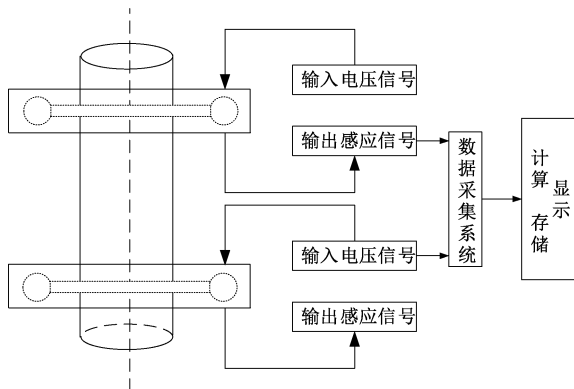 输入电压信号
输出感应信号
数据采集系统
计算 存储
显示
输入电压信号
输出感应信号